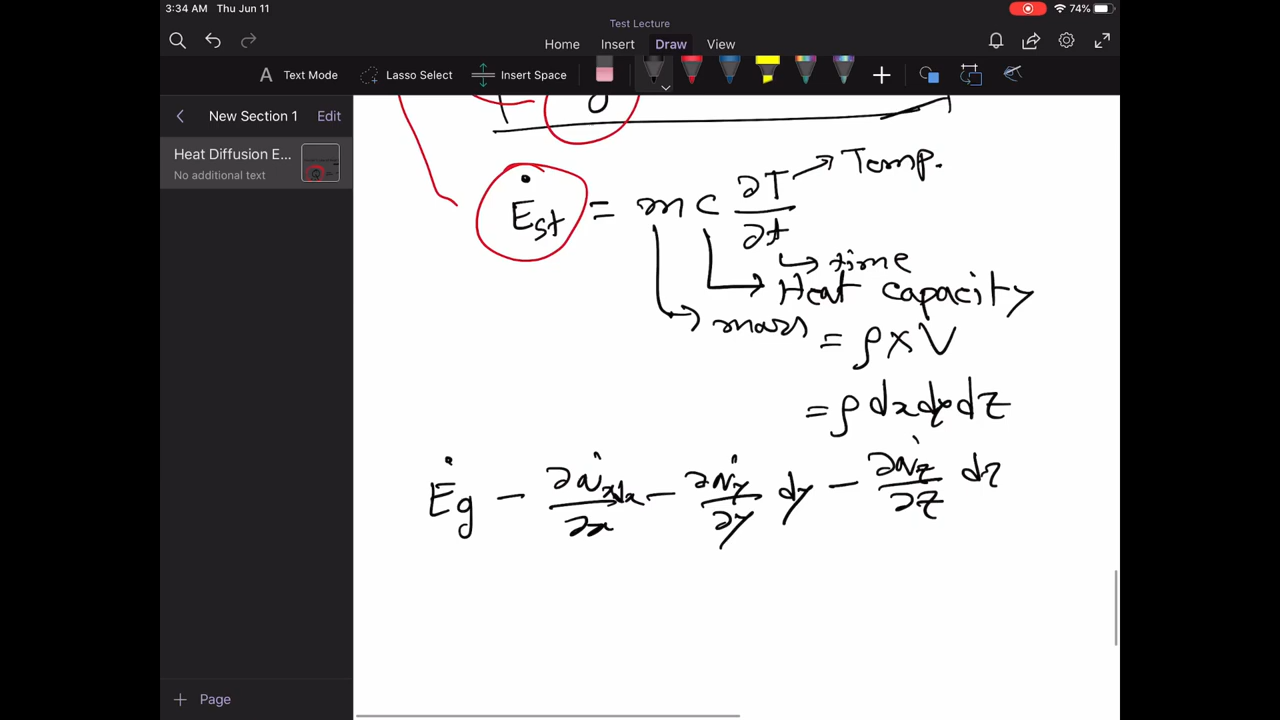 3:34 AM Thu Jun 11
74%
Test Lecture
Home Insert Draw View
A Text Mode Lasso Select Insert Space
New Section 1 Edit
Heat Diffusion E...
No additional text
Ėst = m c ∂T/∂t → Temp.
→ time
→ Heat capacity
→ mass = ρ x V
= ρ dx dy dz
Ėg - ∂q̇x dx/∂x - ∂q̇y/∂y dy - ∂q̇z/∂z dz
+ Page